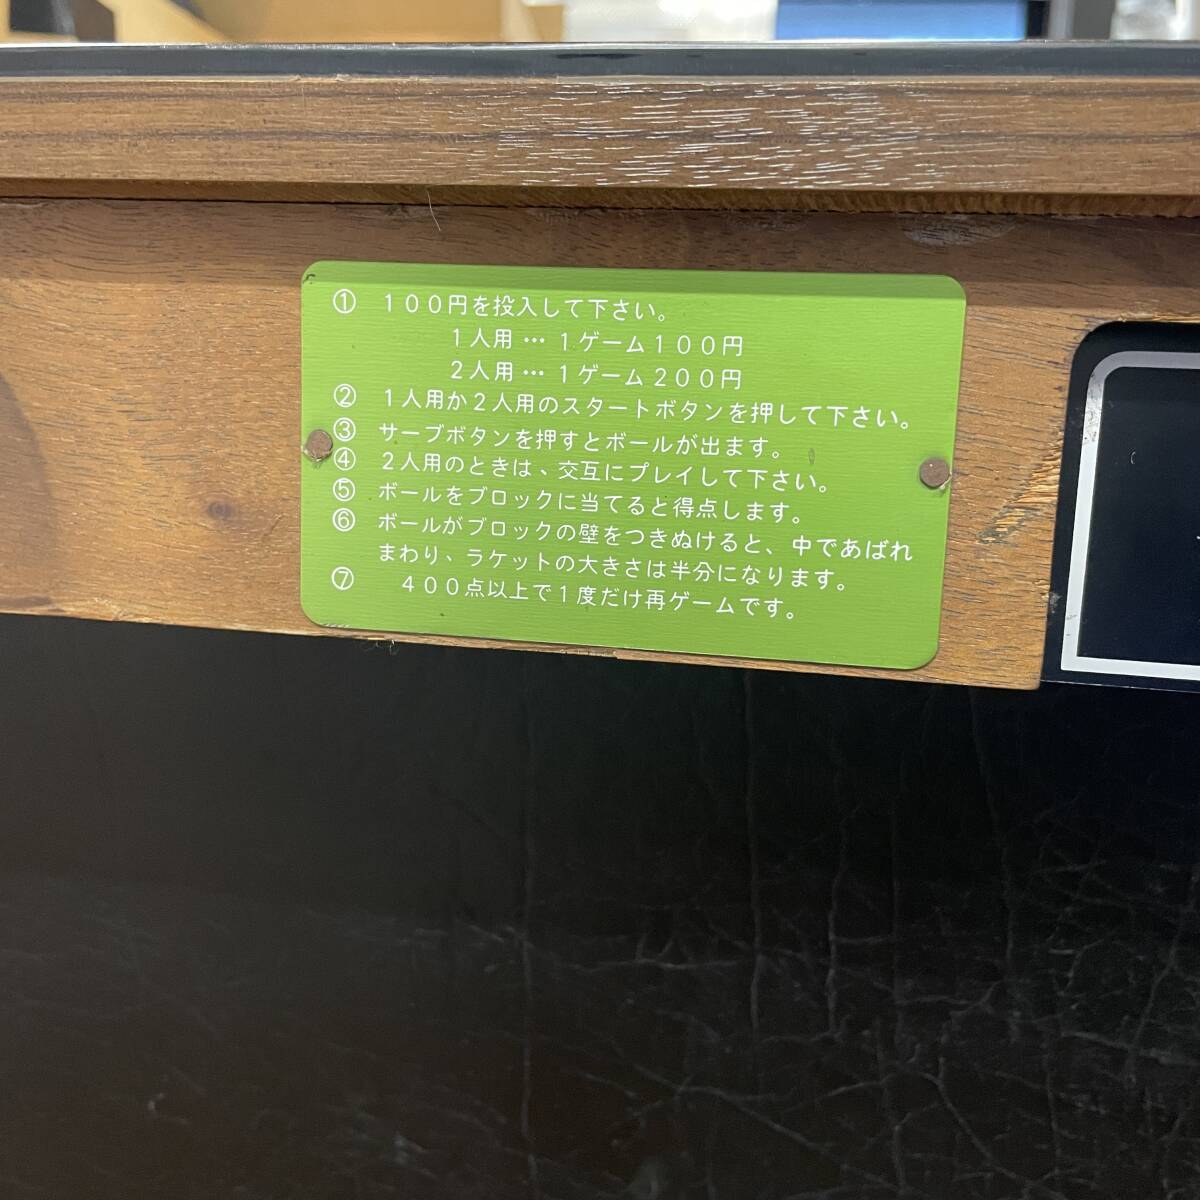 ① １００円を投入して下さい。
１人用…１ゲーム１００円
２人用…１ゲーム２００円
② １人用か２人用のスタートボタンを押して下さい。
③ サーブボタンを押すとボールが出ます。
④ ２人用のときは、交互にプレイして下さい。
⑤ ボールをブロックに当てると得点します。
⑥ ボールがブロックの壁をつきぬけると、中であばれ
まわり、ラケットの大きさは半分になります。
⑦ ４００点以上で１度だけ再ゲームです。